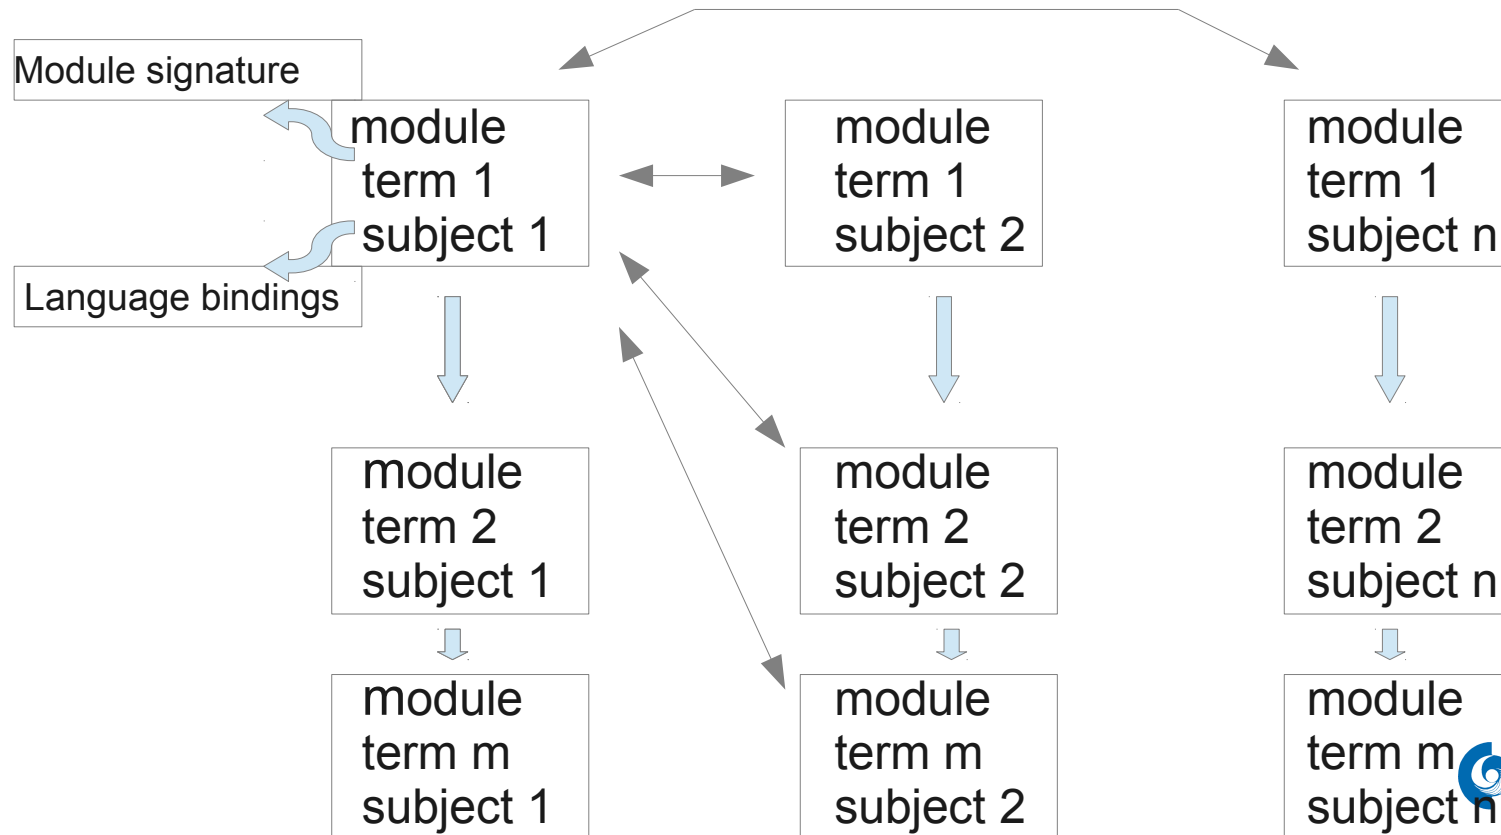 Module signature
module
term 1
subject 1
module
term 1
subject 2
module
term 1
subject n
Language bindings
module
term 2
subject 1
module
term 2
subject 2
module
term 2
subject n
module
term m
subject 1
module
term m
subject 2
module
term m
subject n